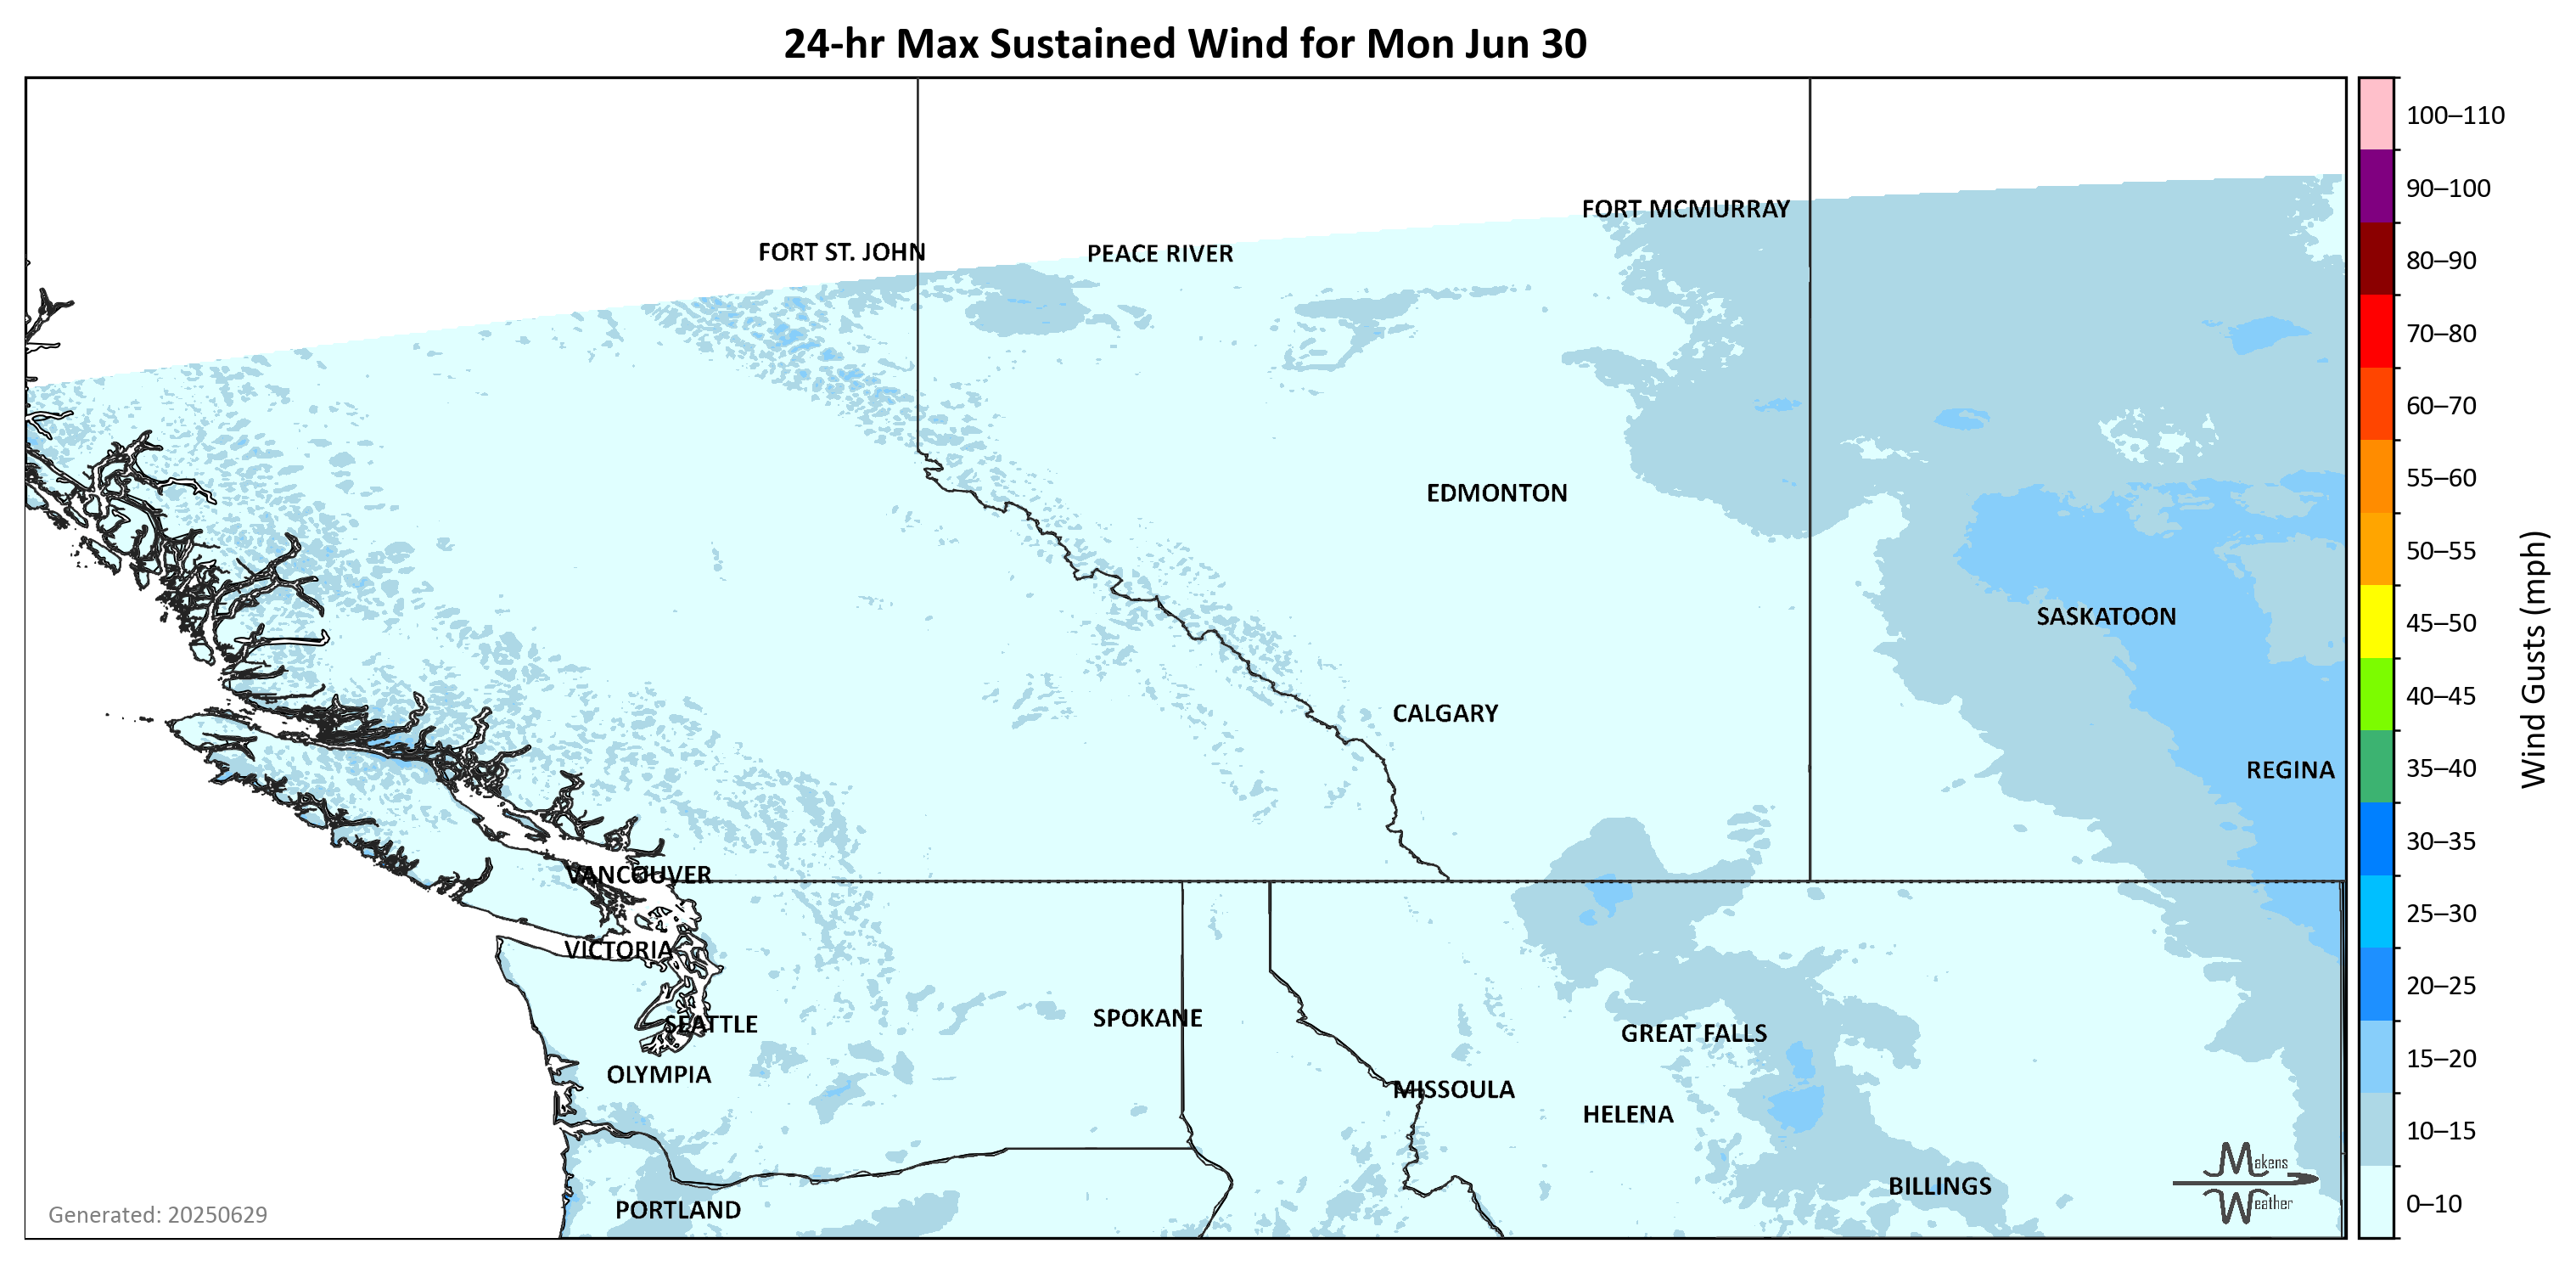 24-hr Max Sustained Wind for Mon Jun 30
100–110
90–100
80–90
70–80
60–70
55–60
50–55
45–50
40–45
35–40
30–35
25–30
20–25
15–20
10–15
0–10
Wind Gusts (mph)
FORT MCMURRAY
FORT ST. JOHN
PEACE RIVER
EDMONTON
SASKATOON
CALGARY
REGINA
VANCOUVER
VICTORIA
SEATTLE
SPOKANE
GREAT FALLS
OLYMPIA
MISSOULA
HELENA
BILLINGS
PORTLAND
Makens
Weather
Generated: 20250629